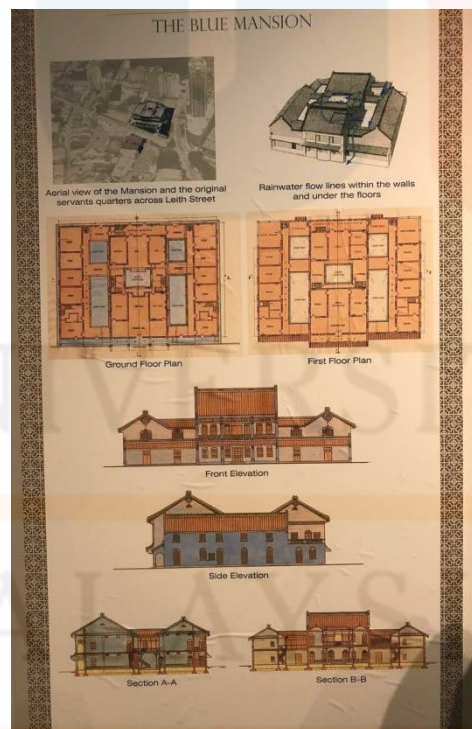 THE BLUE MANSION
Aerial view of the Mansion and the original
servants quarters across Leith Street
Rainwater flow lines within the walls
and under the floors
Ground Floor Plan
First Floor Plan
Front Elevation
Side Elevation
Section A-A
Section B-B